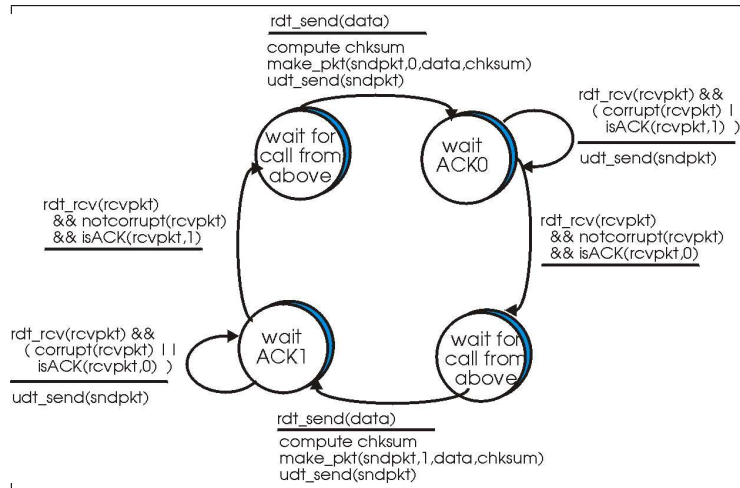 rdt_send(data)
compute chksum
make_pkt(sndpkt,0,data,chksum)
udt_send(sndpkt)
wait for
call from
above
wait
ACK0
rdt_rcv(rcvpkt) &&
( corrupt(rcvpkt) ||
isACK(rcvpkt,1) )
udt_send(sndpkt)
rdt_rcv(rcvpkt)
&& notcorrupt(rcvpkt)
&& isACK(rcvpkt,1)
rdt_rcv(rcvpkt)
&& notcorrupt(rcvpkt)
&& isACK(rcvpkt,0)
rdt_rcv(rcvpkt) &&
( corrupt(rcvpkt) ||
isACK(rcvpkt,0) )
udt_send(sndpkt)
wait
ACK1
wait for
call from
above
rdt_send(data)
compute chksum
make_pkt(sndpkt,1,data,chksum)
udt_send(sndpkt)